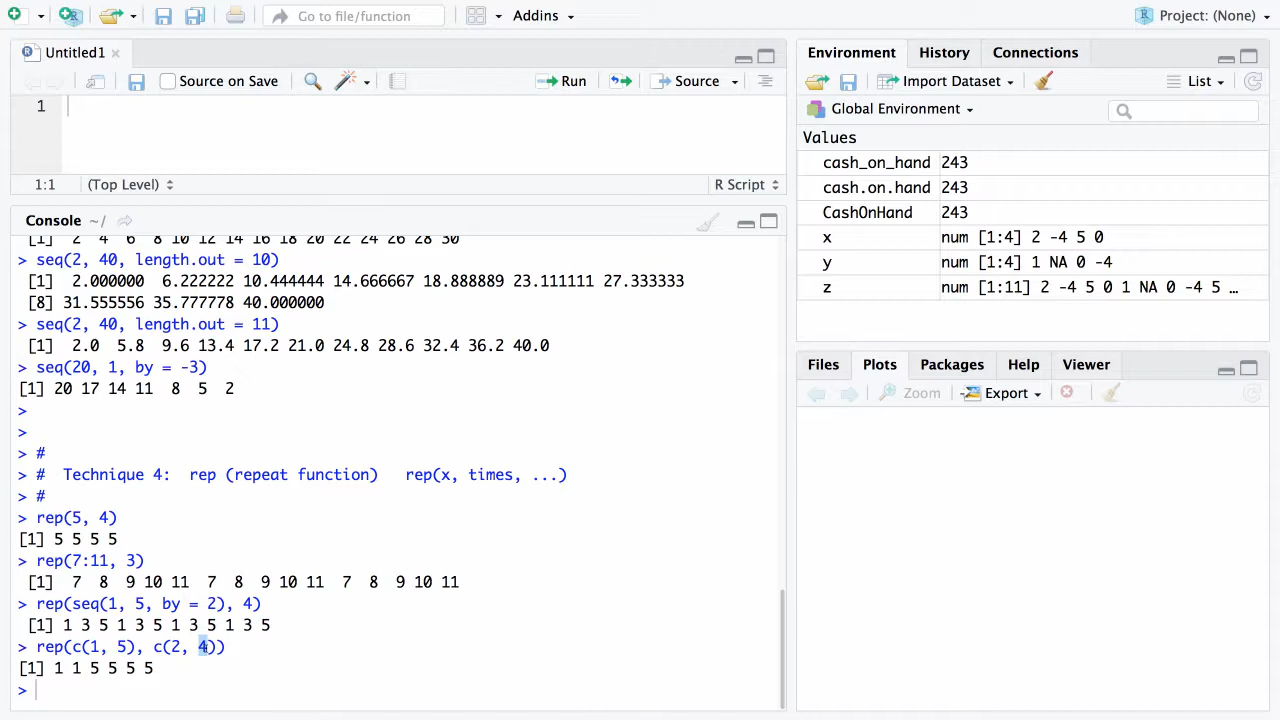 Go to file/function
Addins
Project: (None)
Untitled1
Source on Save
Run
Source
1
1:1
(Top Level)
R Script
Console ~/
[1]  2  4  6  8 10 12 14 16 18 20 22 24 26 28 30
> seq(2, 40, length.out = 10)
[1]  2.000000  6.222222 10.444444 14.666667 18.888889 23.111111 27.333333
[8] 31.555556 35.777778 40.000000
> seq(2, 40, length.out = 11)
[1]  2.0  5.8  9.6 13.4 17.2 21.0 24.8 28.6 32.4 36.2 40.0
> seq(20, 1, by = -3)
[1] 20 17 14 11  8  5  2
>
>
> #
> #  Technique 4:  rep (repeat function)   rep(x, times, ...)
> #
> rep(5, 4)
[1] 5 5 5 5
> rep(7:11, 3)
[1]  7  8  9 10 11  7  8  9 10 11  7  8  9 10 11
> rep(seq(1, 5, by = 2), 4)
[1] 1 3 5 1 3 5 1 3 5 1 3 5
> rep(c(1, 5), c(2, 4))
[1] 1 1 5 5 5 5
>
Environment
History
Connections
Import Dataset
List
Global Environment
Values
cash_on_hand 243
cash.on.hand 243
CashOnHand 243
x num [1:4] 2 -4 5 0
y num [1:4] 1 NA 0 -4
z num [1:11] 2 -4 5 0 1 NA 0 -4 5 …
Files
Plots
Packages
Help
Viewer
Zoom
Export